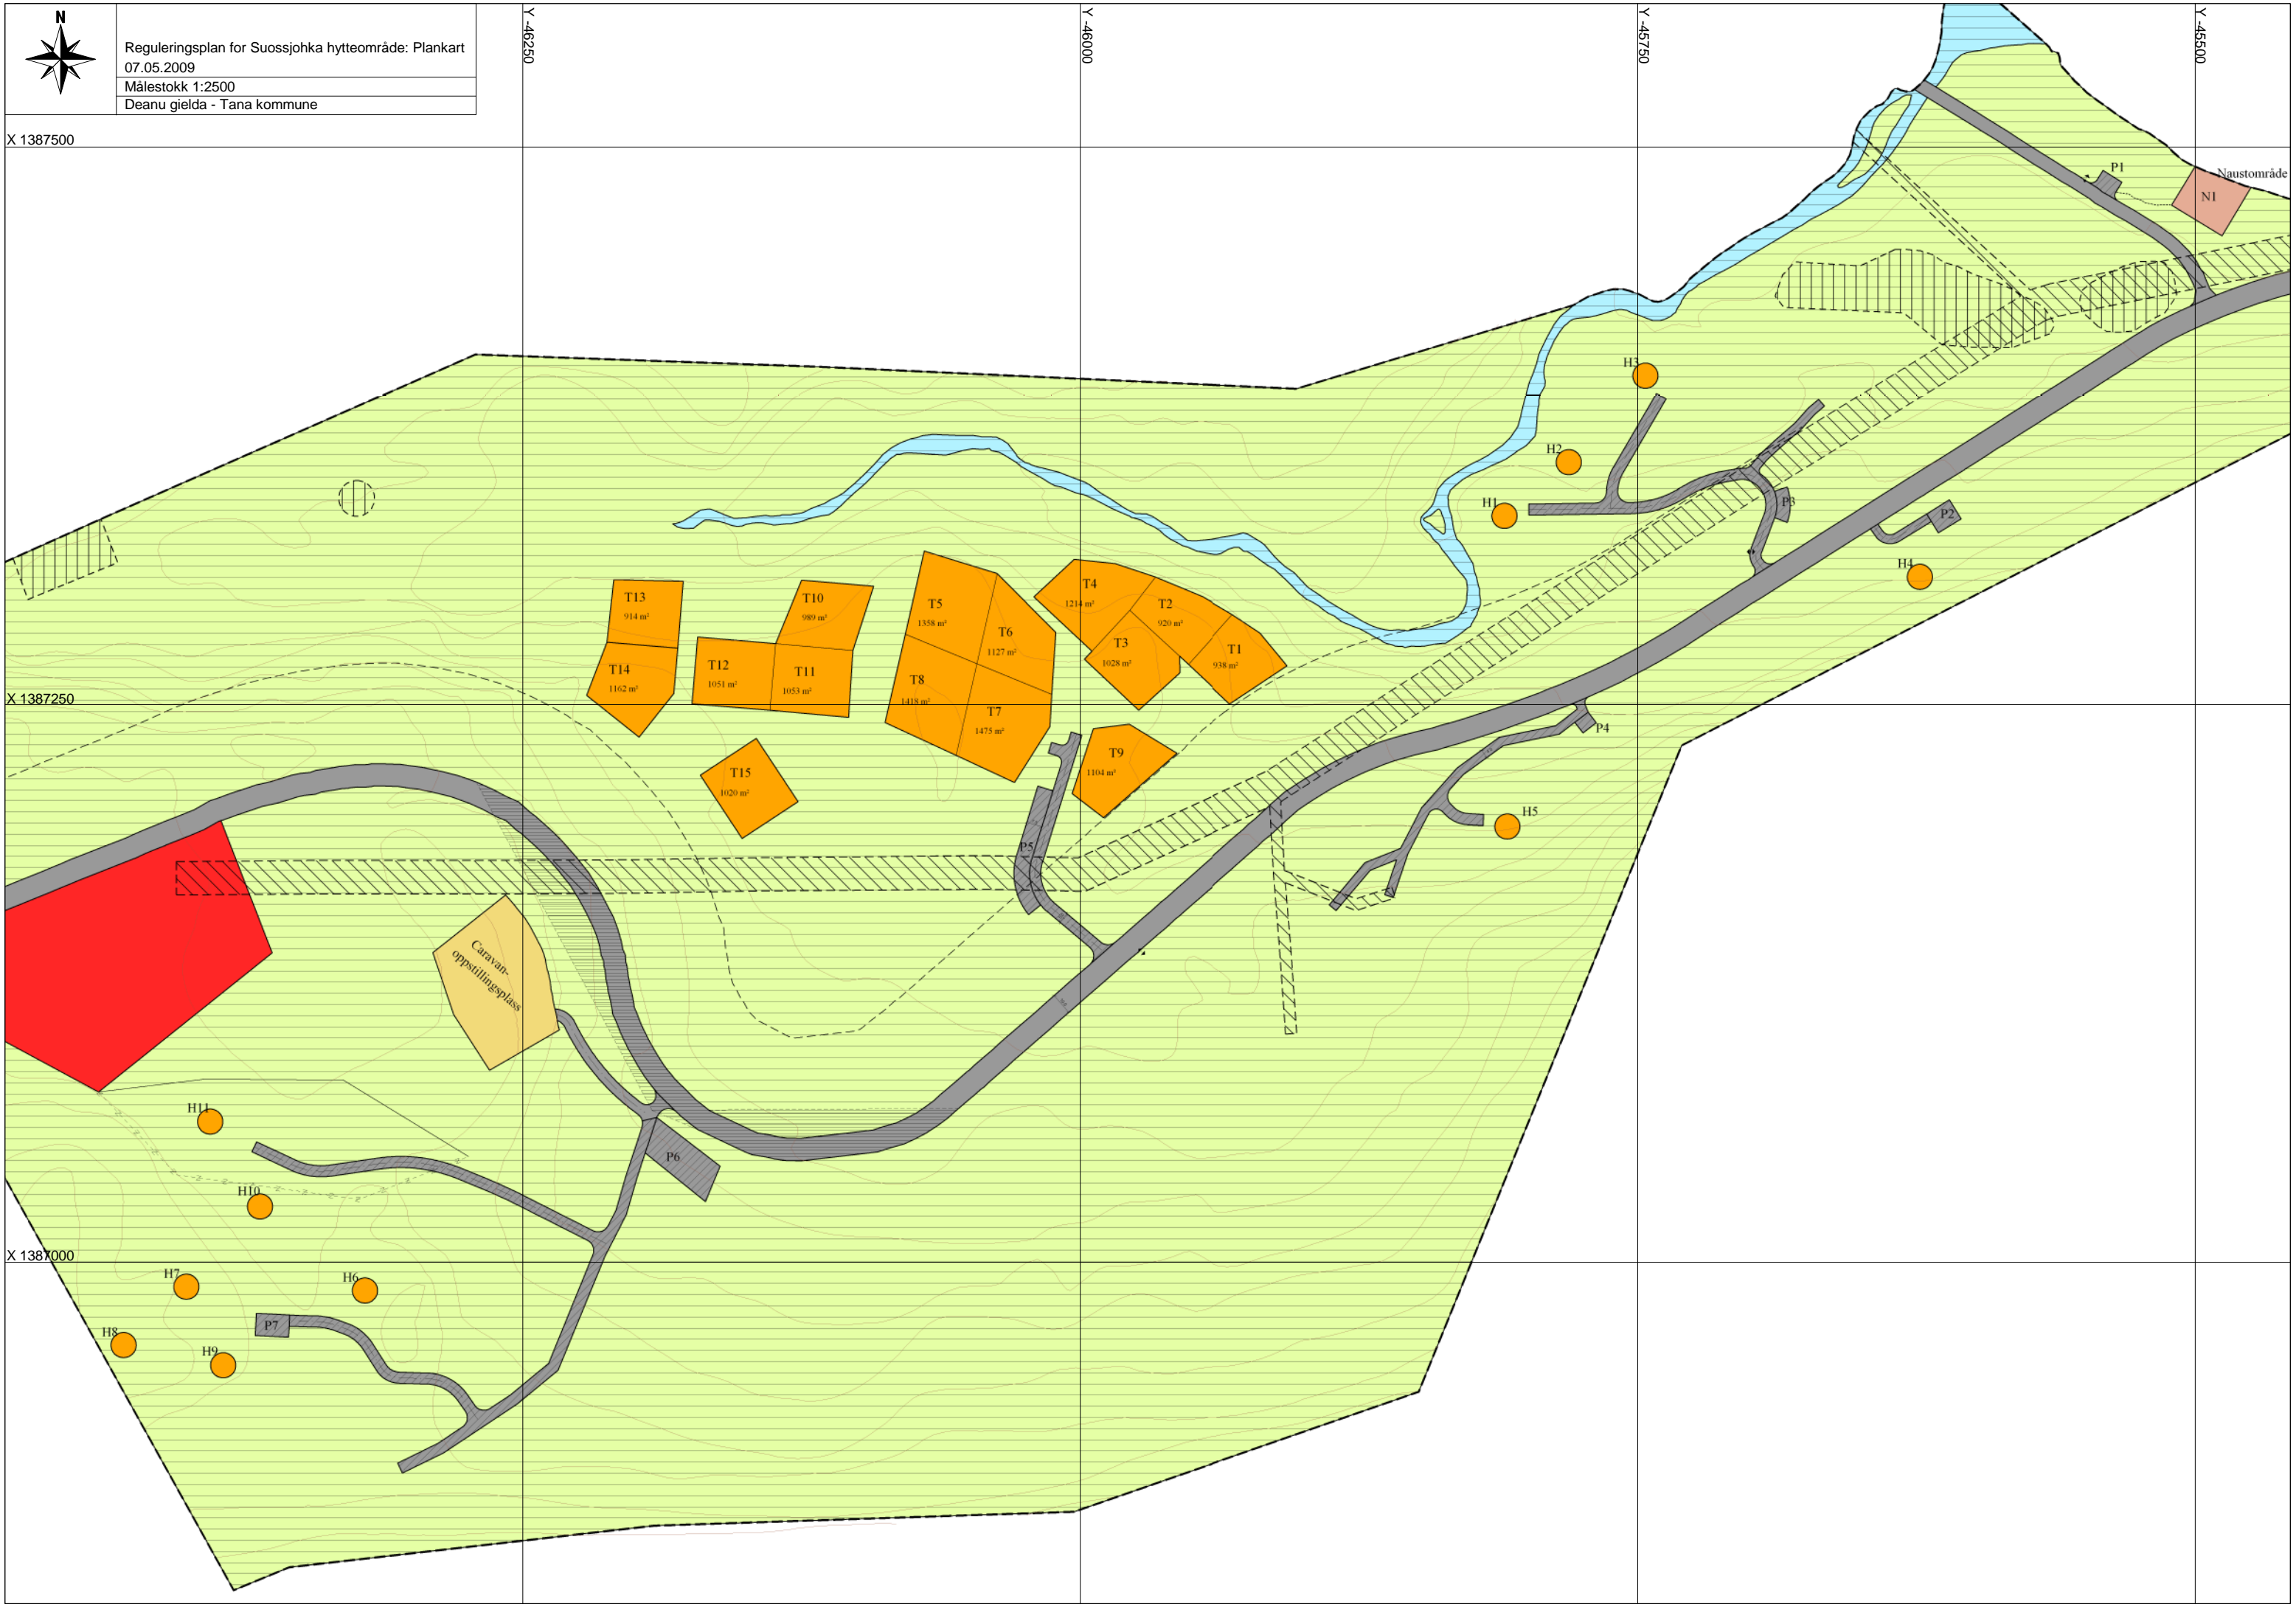 N
Reguleringsplan for Suossjohka hytteområde: Plankart
07.05.2009
Målestokk 1:2500
Deanu gielda - Tana kommune
Y -46250
Y -46000
Y -45750
Y -45500
X 1387500
P1
Naustområde
N1
H3
H2
H1
P3
P2
H4
T13
914 m²
T10
989 m²
T5
1358 m²
T6
1127 m²
T4
1214 m²
T2
920 m²
T3
1028 m²
T1
938 m²
T14
1162 m²
T12
1051 m²
T11
1053 m²
T8
1418 m²
T7
1475 m²
X 1387250
P4
T9
1104 m²
T15
1020 m²
H5
P5
Caravan-
oppstillingsplass
H11
P6
H10
X 1387000
H7
H6
P7
H8
H9